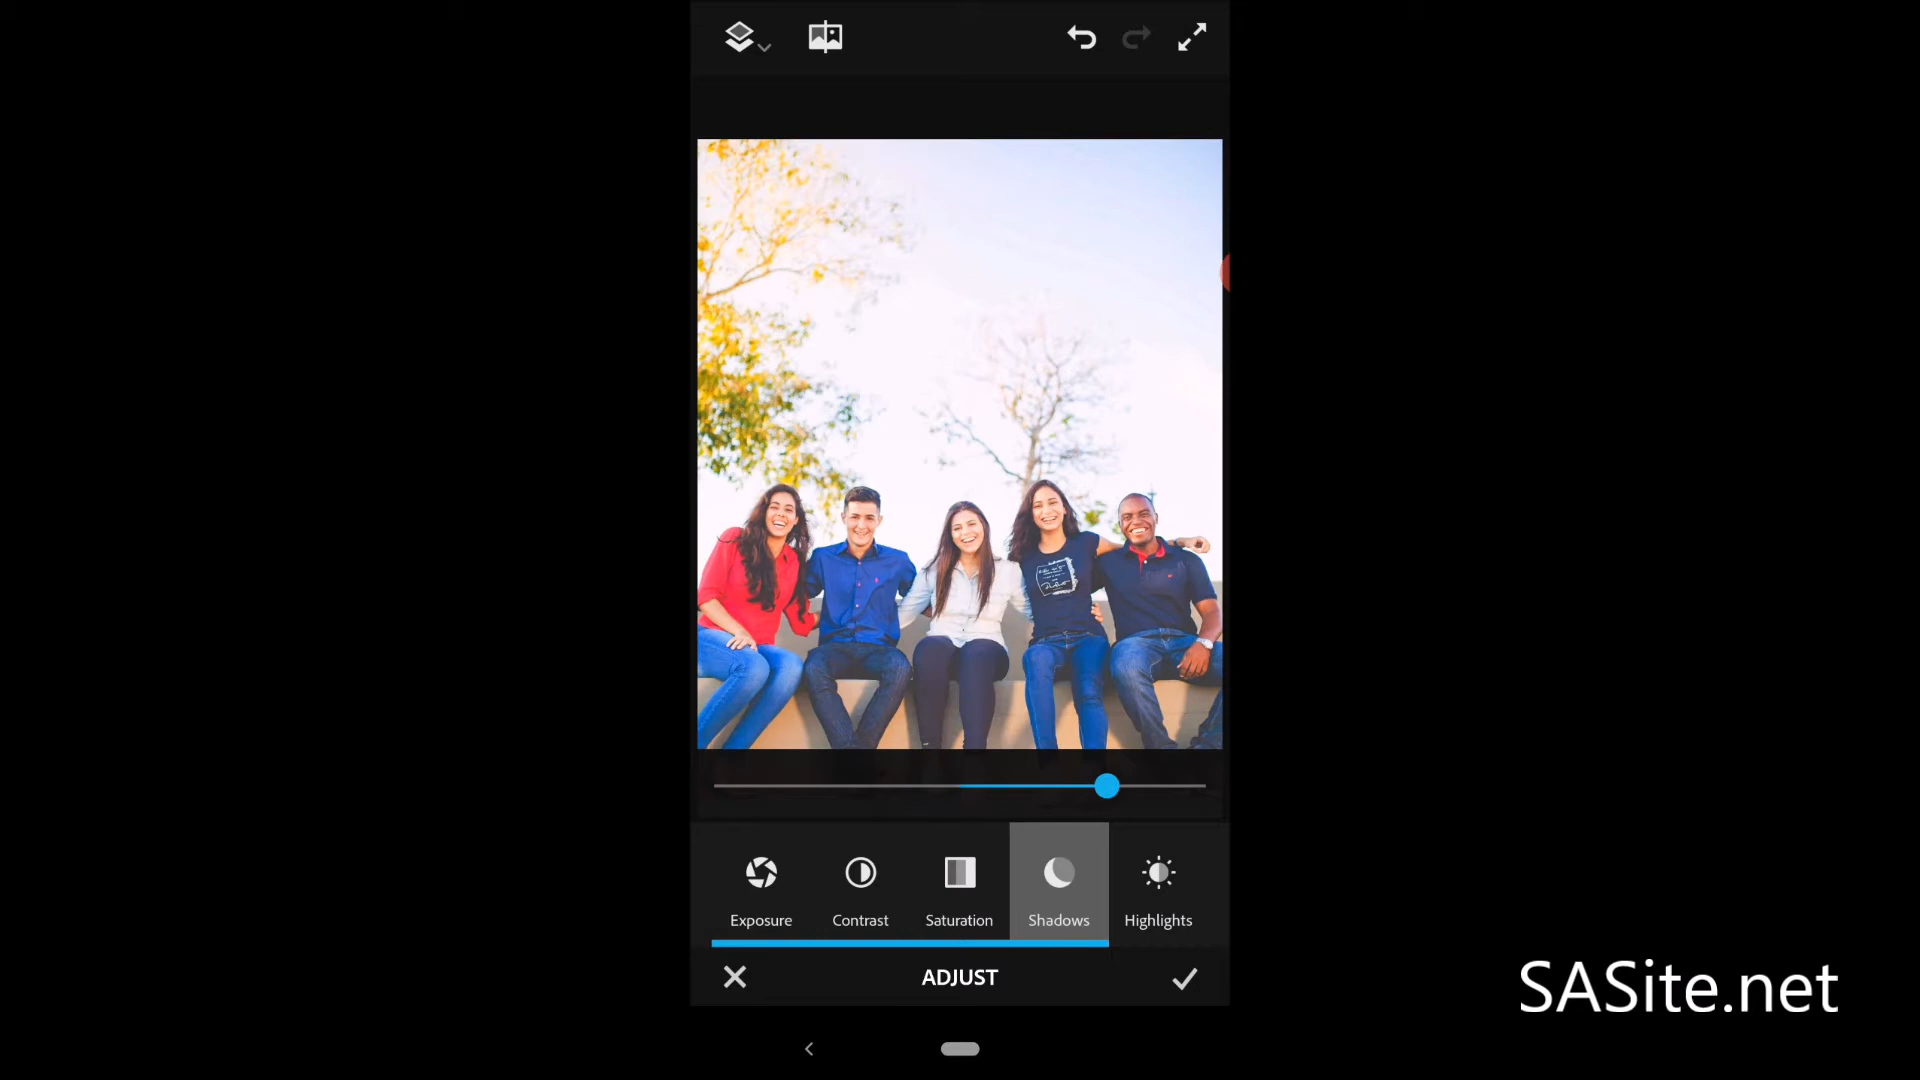 Exposure
Contrast
Saturation
Shadows
Highlights
ADJUST
SASite.net